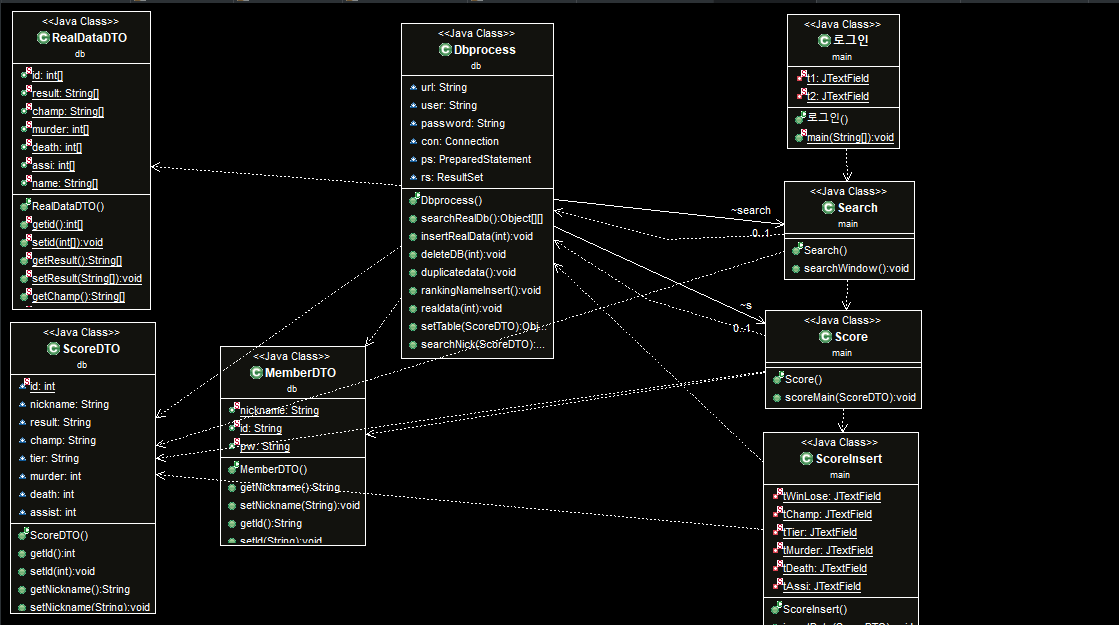 <<Java Class>>
RealDataDTO
db
id: int[]
result: String[]
champ: String[]
murder: int[]
death: int[]
assi: int[]
name: String[]
RealDataDTO()
getid():int[]
setid(int[]):void
getResult():String[]
setResult(String[]):void
getChamp():String[]
<<Java Class>>
ScoreDTO
db
id: int
nickname: String
result: String
champ: String
tier: String
murder: int
death: int
assist: int
ScoreDTO()
getId():int
setId(int):void
getNickname():String
setNickname(String):void
<<Java Class>>
MemberDTO
db
nickname: String
id: String
pw: String
MemberDTO()
getNickname():String
setNickname(String):void
getId():String
setId(String):void
<<Java Class>>
Dbprocess
db
url: String
user: String
password: String
con: Connection
ps: PreparedStatement
rs: ResultSet
Dbprocess()
searchRealDb():Object[][]
insertRealData(int):void
deleteDB(int):void
duplicatedata():void
rankingNameInsert():void
realdata(int):void
setTable(ScoreDTO):Obj...
searchNick(ScoreDTO):...
~search
0..1
~s
0..1
<<Java Class>>
로그인
main
t1: JTextField
t2: JTextField
로그인()
main(String[]):void
<<Java Class>>
Search
main
Search()
searchWindow():void
<<Java Class>>
Score
main
Score()
scoreMain(ScoreDTO):void
<<Java Class>>
ScoreInsert
main
tWinLose: JTextField
tChamp: JTextField
tTier: JTextField
tMurder: JTextField
tDeath: JTextField
tAssi: JTextField
ScoreInsert()